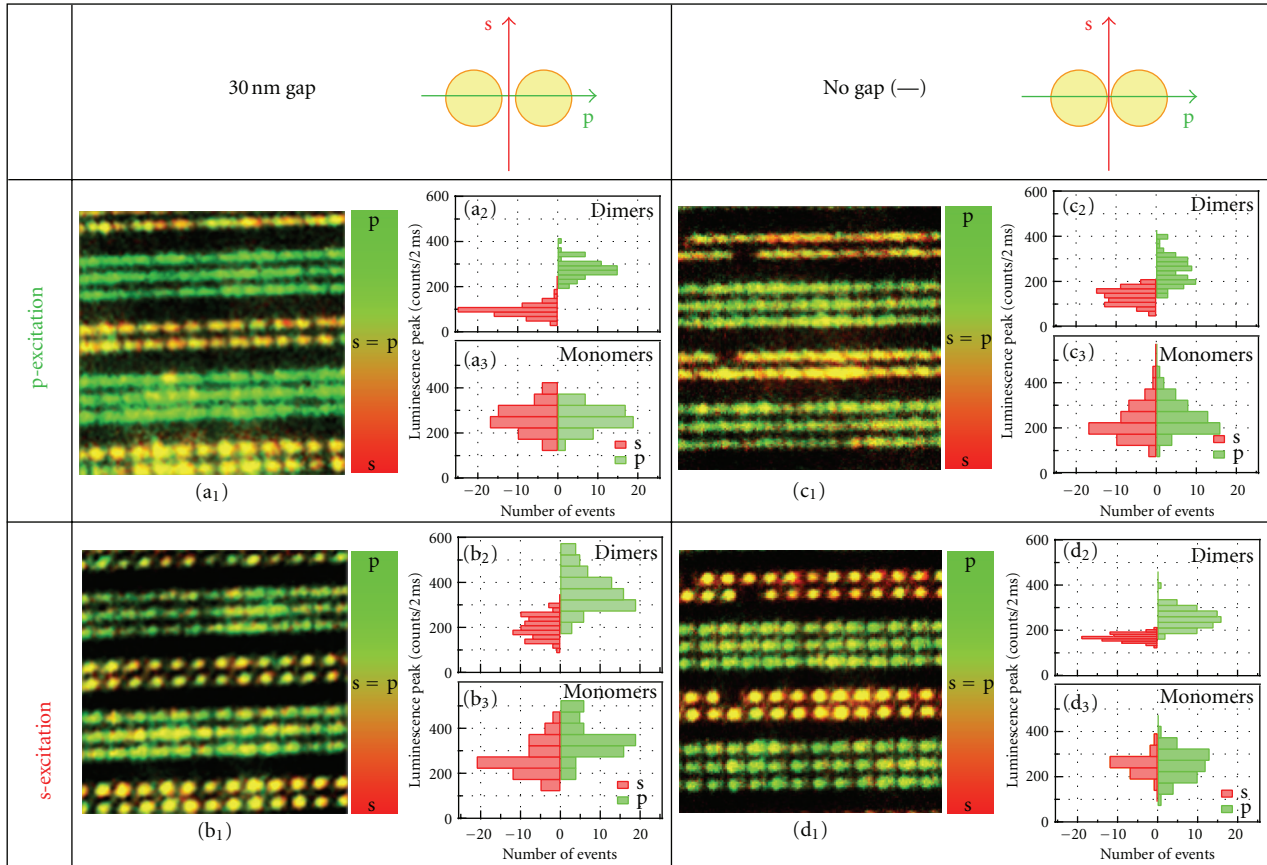 s
30 nm gap
p
s
No gap (—)
p
p-excitation
p
s = p
s
(a1)
Luminescence peak (counts/2 ms)
600
400
200
0
(a2)
Dimers
600
400
200
0
(a3)
Monomers
s
p
−20
−10
0
10
20
Number of events
p
s = p
s
(c1)
Luminescence peak (counts/2 ms)
600
400
200
0
(c2)
Dimers
600
400
200
0
(c3)
Monomers
s
p
−20
−10
0
10
20
Number of events
s-excitation
p
s = p
s
(b1)
Luminescence peak (counts/2 ms)
600
400
200
0
(b2)
Dimers
600
400
200
0
(b3)
Monomers
s
p
−20
−10
0
10
20
Number of events
p
s = p
s
(d1)
Luminescence peak (counts/2 ms)
600
400
200
0
(d2)
Dimers
600
400
200
0
(d3)
Monomers
s
p
−20
−10
0
10
20
Number of events